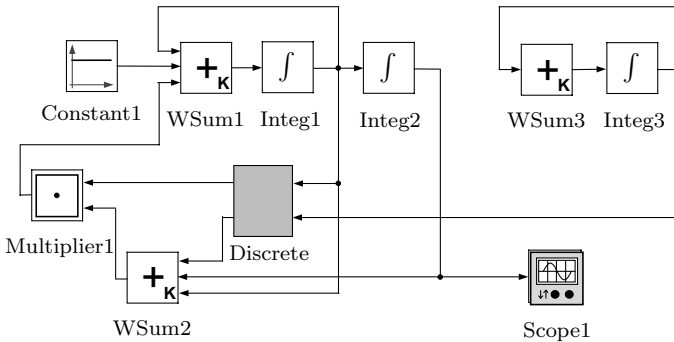 +
K
∫
∫
+
K
∫
Constant1
WSum1
Integ1
Integ2
WSum3
Integ3
Multiplier1
Discrete
+
K
WSum2
Scope1